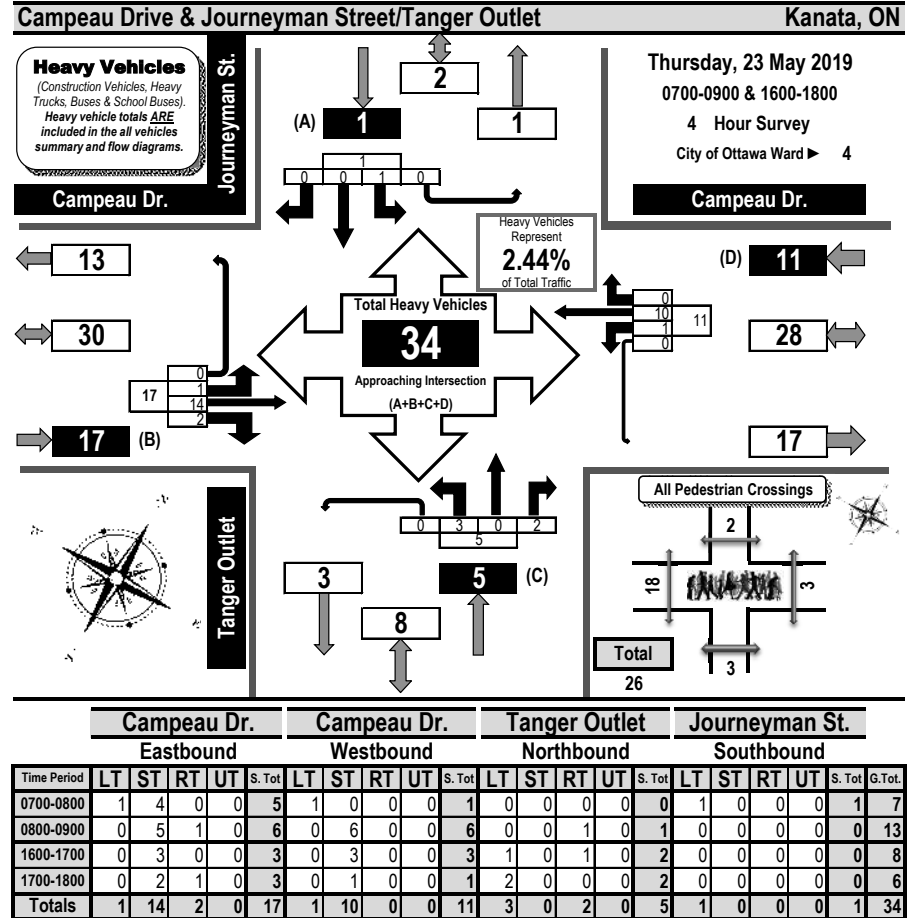 Campeau Drive & Journeyman Street/Tanger Outlet Kanata, ON
Heavy Vehicles
(Construction Vehicles, Heavy
Trucks, Buses & School Buses).
Heavy vehicle totals ARE
included in the all vehicles
summary and flow diagrams.
Journeyman St.
Campeau Dr.
2
(A) 1
1
1
0 0 1 0
Thursday, 23 May 2019
0700-0900 & 1600-1800
4 Hour Survey
City of Ottawa Ward ► 4
Campeau Dr.
Heavy Vehicles
Represent
2.44%
of Total Traffic
13
30
0
1
14
2
17
17 (B)
Total Heavy Vehicles
34
Approaching Intersection
(A+B+C+D)
(D) 11
0
10
1
0
11
28
17
Tanger Outlet
0 3 0 2
5
3
5 (C)
8
All Pedestrian Crossings
2
18
3
3
Total
26
Campeau Dr. Campeau Dr. Tanger Outlet Journeyman St.
Eastbound Westbound Northbound Southbound
Time Period LT ST RT UT S. Tot LT ST RT UT S. Tot LT ST RT UT S. Tot LT ST RT UT S. Tot G.Tot.
0700-0800 1 4 0 0 5 1 0 0 0 1 0 0 0 0 0 1 0 0 0 1 7
0800-0900 0 5 1 0 6 0 6 0 0 6 0 0 1 0 1 0 0 0 0 0 13
1600-1700 0 3 0 0 3 0 3 0 0 3 1 0 1 0 2 0 0 0 0 0 8
1700-1800 0 2 1 0 3 0 1 0 0 1 2 0 0 0 2 0 0 0 0 0 6
Totals 1 14 2 0 17 1 10 0 0 11 3 0 2 0 5 1 0 0 0 1 34